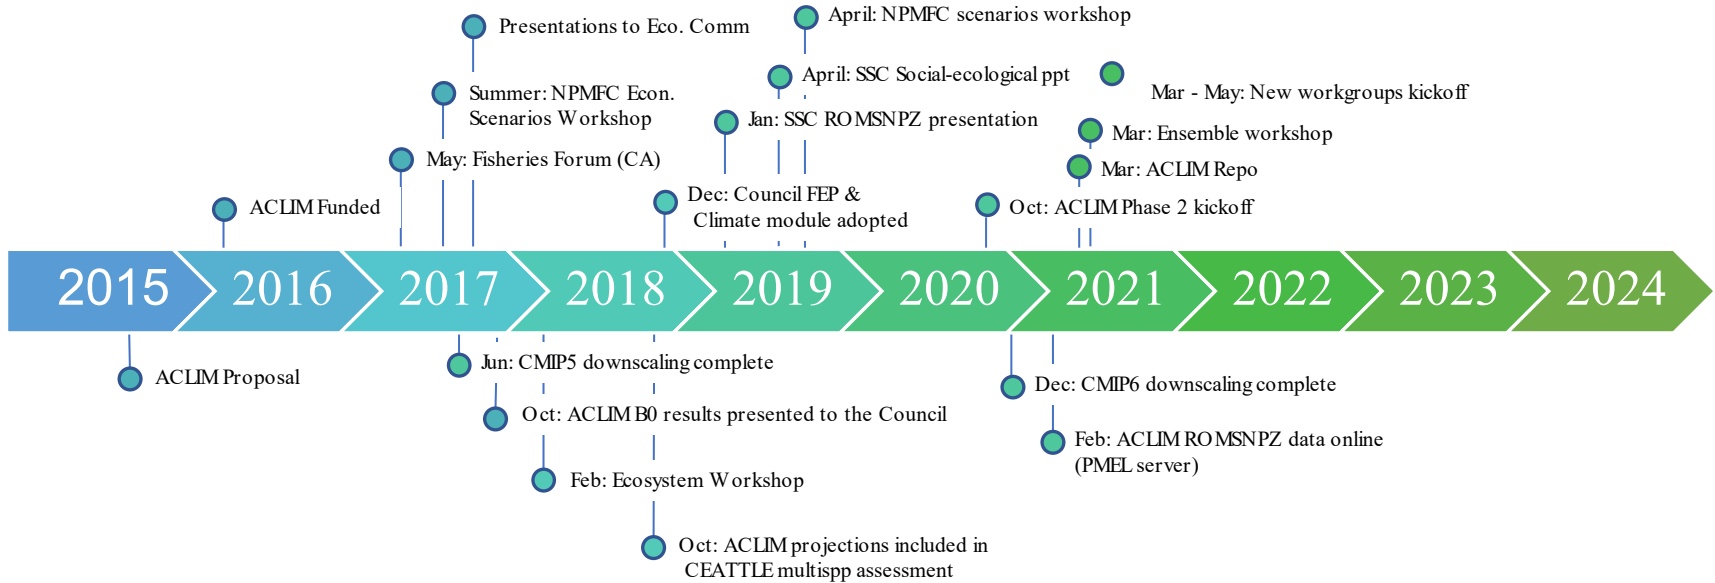 Presentations to Eco. Comm
April: NPMFC scenarios workshop
April: SSC Social-ecological ppt
Summer: NPMFC Econ.
Scenarios Workshop
Mar - May: New workgroups kickoff
Jan: SSC ROMSNPZ presentation
Mar: Ensemble workshop
May: Fisheries Forum (CA)
Mar: ACLIM Repo
ACLIM Funded
Dec: Council FEP &
Climate module adopted
Oct: ACLIM Phase 2 kickoff
2015 2016 2017 2018 2019 2020 2021 2022 2023 2024
ACLIM Proposal
Jun: CMIP5 downscaling complete
Dec: CMIP6 downscaling complete
Oct: ACLIM B0 results presented to the Council
Feb: ACLIM ROMSNPZ data online
(PMEL server)
Feb: Ecosystem Workshop
Oct: ACLIM projections included in
CEATTLE multispp assessment